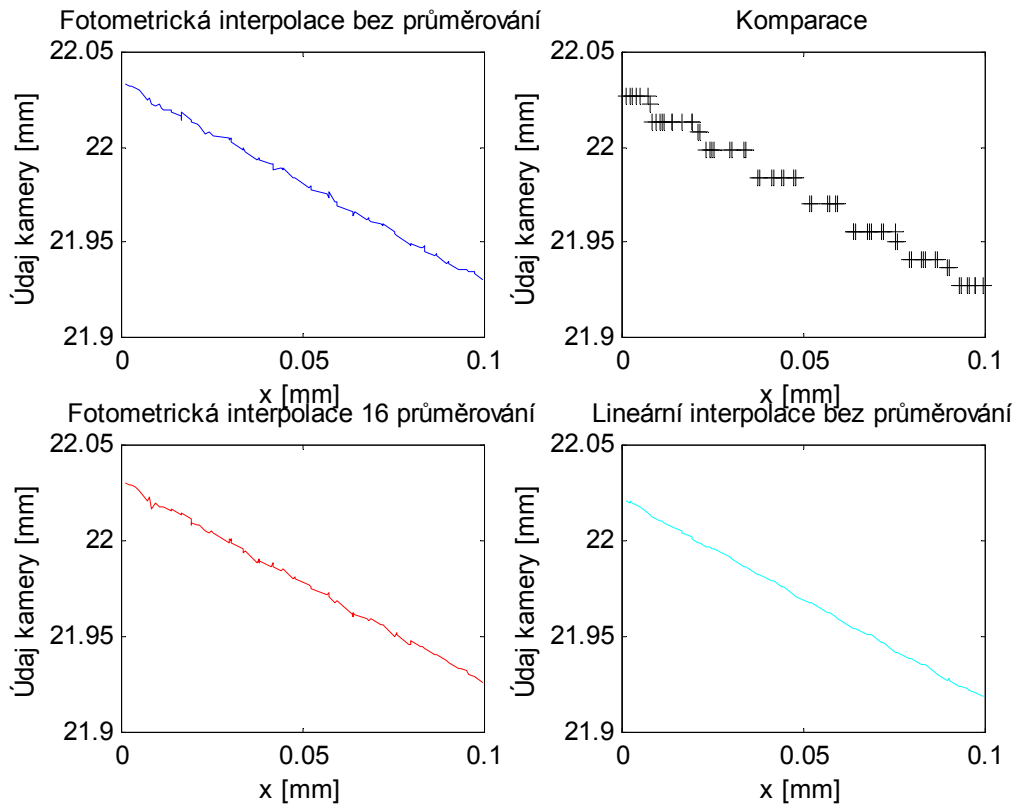 Fotometrická interpolace bez průměrování
22.05
22
21.95
21.9
Údaj kamery [mm]
0
0.05
0.1
x [mm]
Komparace
22.05
22
21.95
21.9
Údaj kamery [mm]
0
0.05
0.1
x [mm]
Fotometrická interpolace 16 průměrování
22.05
22
21.95
21.9
Údaj kamery [mm]
0
0.05
0.1
x [mm]
Lineární interpolace bez průměrování
22.05
22
21.95
21.9
Údaj kamery [mm]
0
0.05
0.1
x [mm]